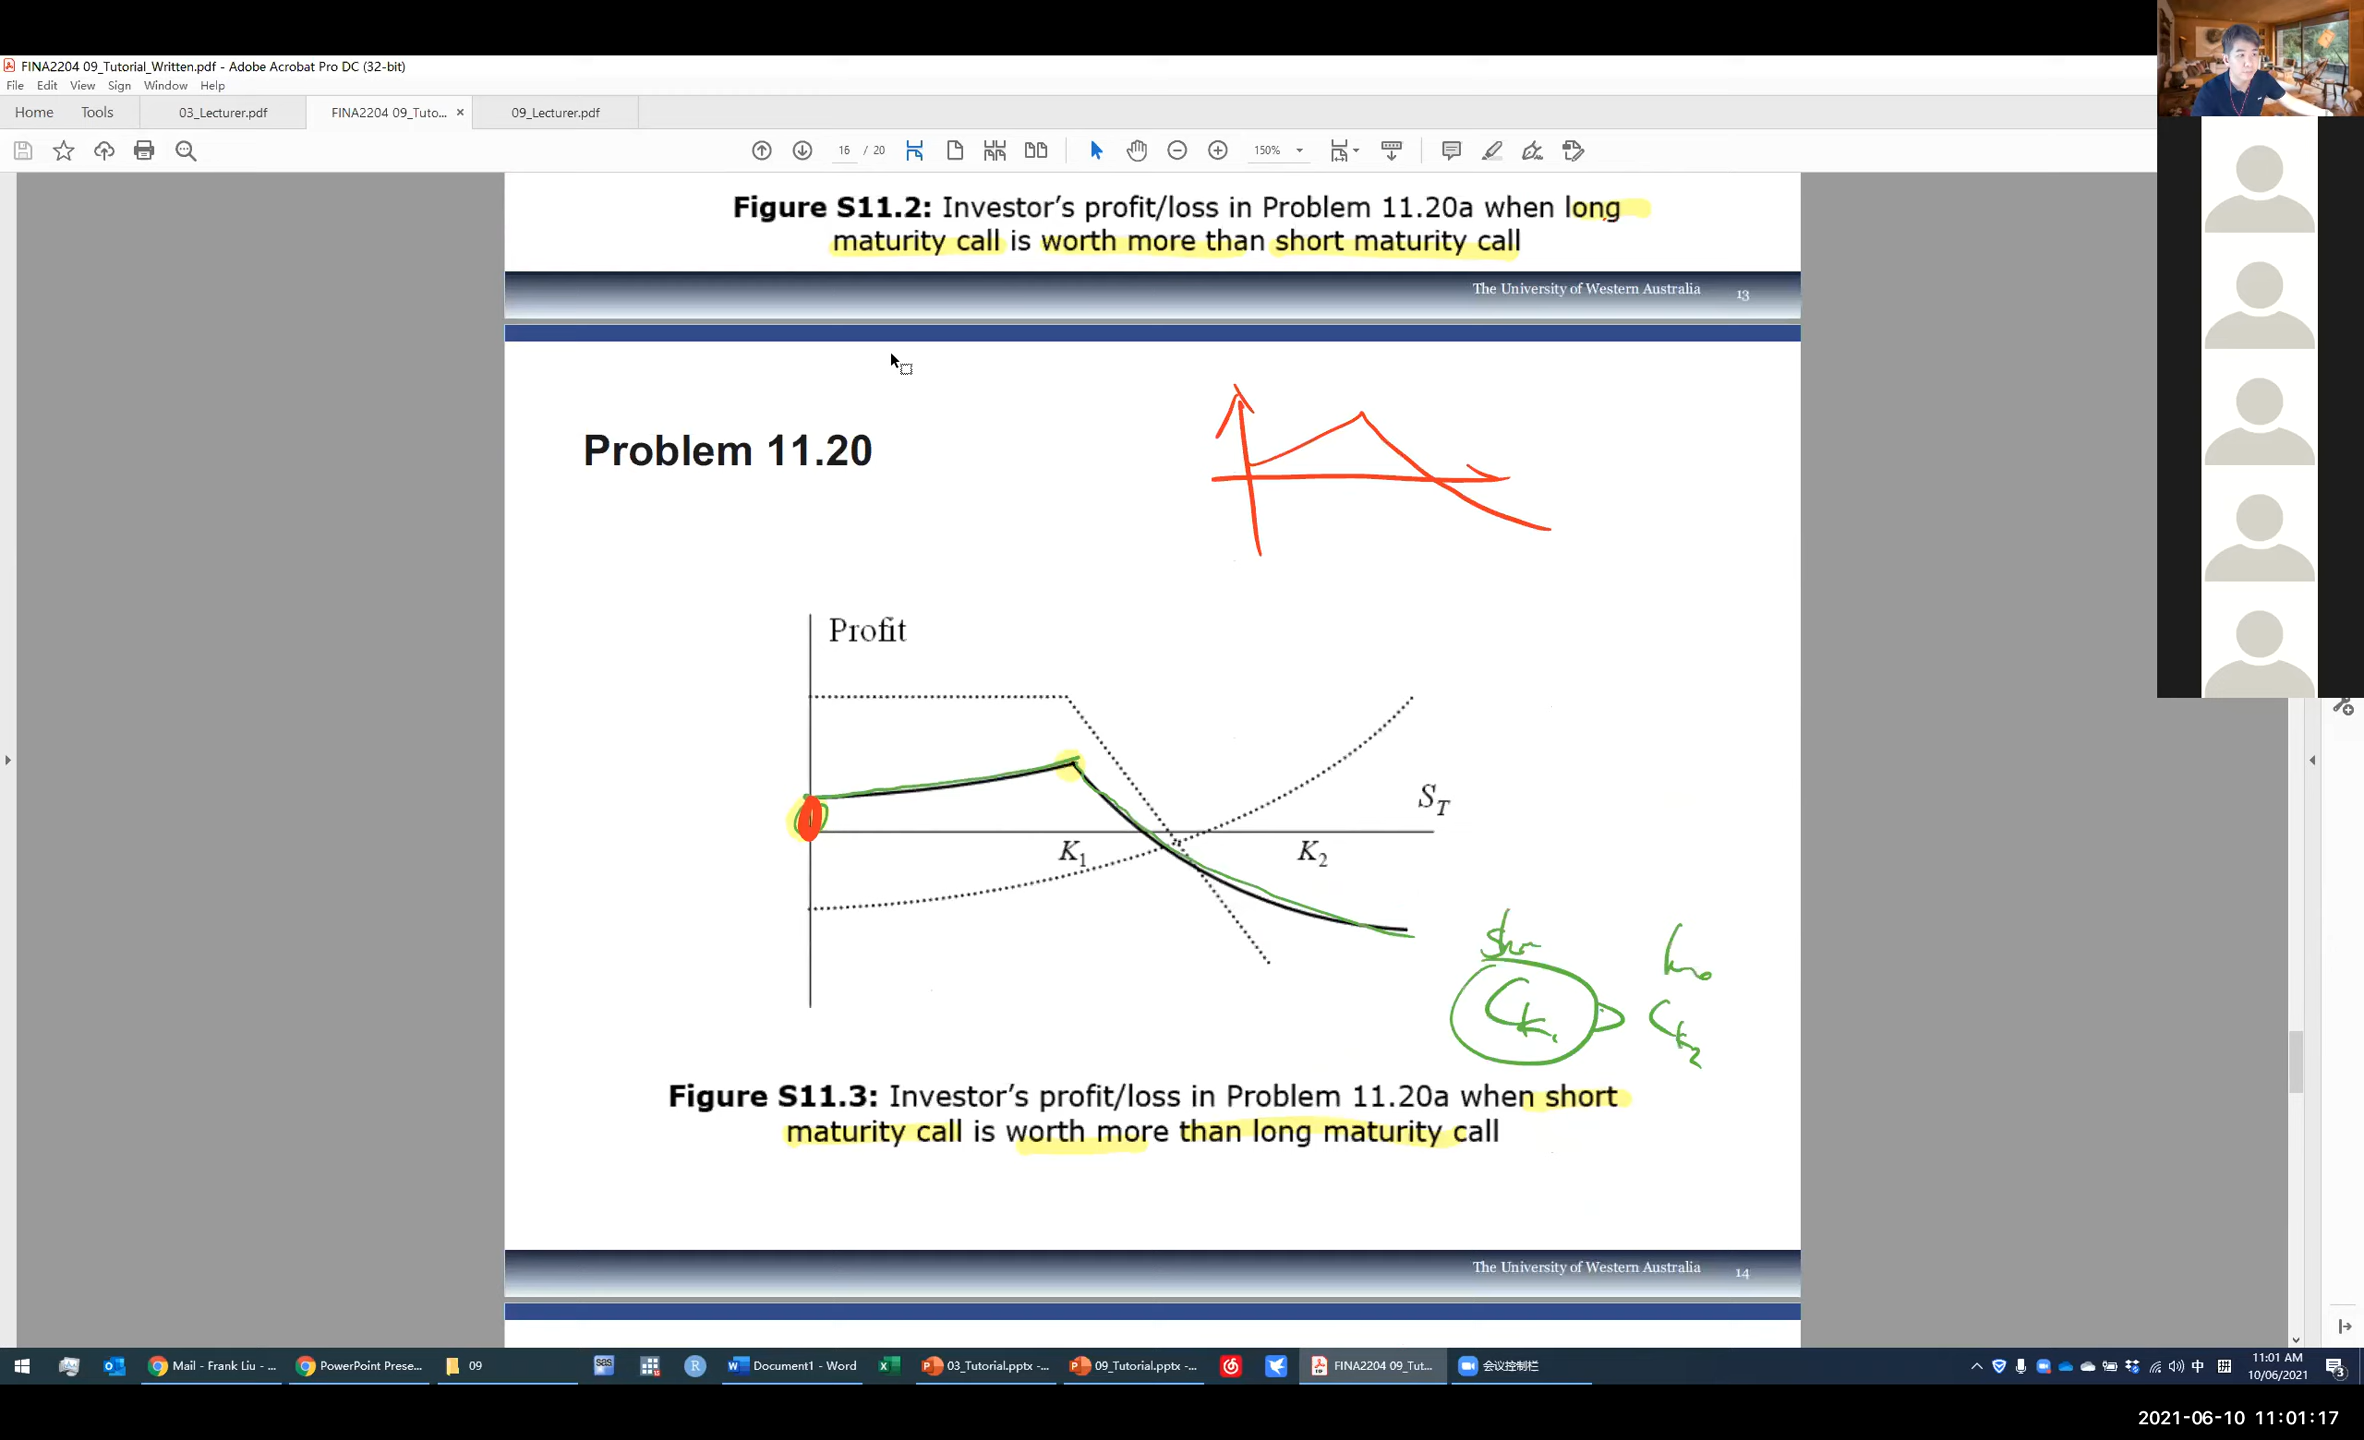 FINA2204 09_Tutorial_Written.pdf - Adobe Acrobat Pro DC (32-bit)
File Edit View Sign Window Help
Home Tools 03_Lecturer.pdf FINA2204 09_Tuto... × 09_Lecturer.pdf
16 / 20 150%
Figure S11.2: Investor's profit/loss in Problem 11.20a when long
maturity call is worth more than short maturity call
The University of Western Australia 13
Problem 11.20
Profit
S_T
K_1 K_2
C_K_1 > C_K_2
Figure S11.3: Investor's profit/loss in Problem 11.20a when short
maturity call is worth more than long maturity call
The University of Western Australia 14
Mail - Frank Liu - ... PowerPoint Prese... 09 Document1 - Word 03_Tutorial.pptx -... 09_Tutorial.pptx -... FINA2204 09_Tut... 会议控制栏 中 拼 11:01 AM
10/06/2021
2021-06-10 11:01:17